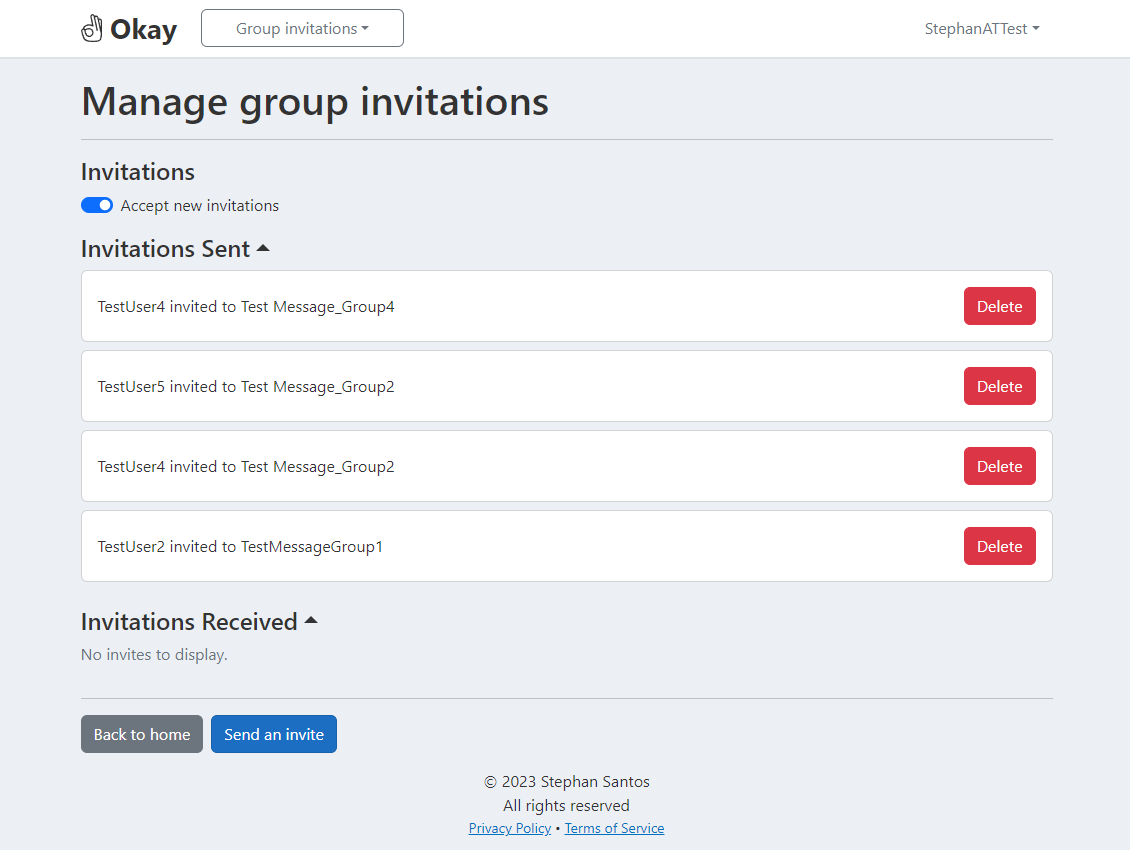 Okay
Group invitations
StephanATTest
Manage group invitations
Invitations
Accept new invitations
Invitations Sent
TestUser4 invited to Test Message_Group4
Delete
TestUser5 invited to Test Message_Group2
Delete
TestUser4 invited to Test Message_Group2
Delete
TestUser2 invited to TestMessageGroup1
Delete
Invitations Received
No invites to display.
Back to home
Send an invite
© 2023 Stephan Santos
All rights reserved
Privacy Policy • Terms of Service